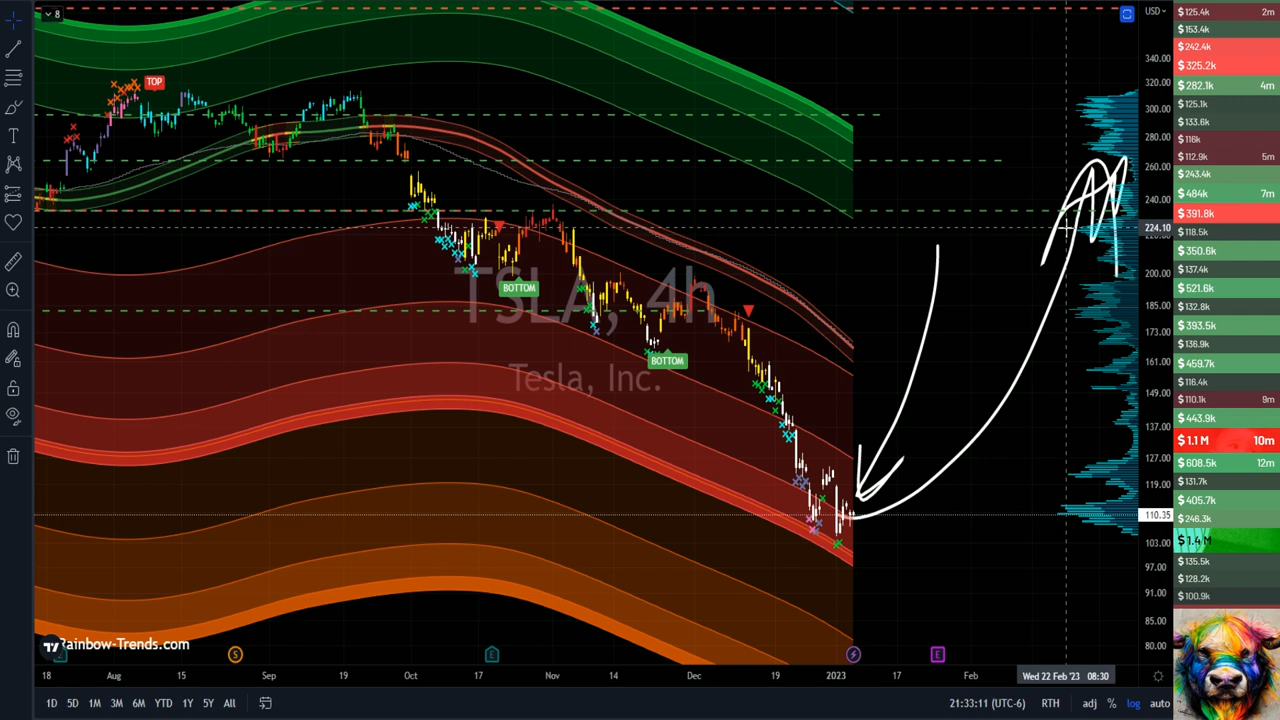 8
USD
TOP
BOTTOM
BOTTOM
TSLA, 4h
Tesla, Inc.
340.00
320.00
300.00
280.00
260.00
240.00
224.10
200.00
185.00
173.00
161.00
149.00
137.00
127.00
119.00
110.35
103.00
97.00
91.00
85.00
80.00
$125.4k 2m
$153.4k
$242.4k
$325.2k
$282.1k 4m
$125.1k
$133.6k
$116k
$112.9k 5m
$243.4k
$484k 7m
$391.8k
$118.5k
$350.6k
$137.4k
$521.6k
$132.8k
$393.5k
$136.9k
$459.7k
$116.4k
$110.1k 9m
$443.9k
$1.1 M 10m
$608.5k 12m
$131.7k
$405.7k
$246.3k
$1.4 M
$135.5k
$128.2k
$100.9k
Rainbow-Trends.com
S E E
18 Aug 15 Sep 19 Oct 17 Nov 14 Dec 19 2023 17 Feb Wed 22 Feb '23 08:30
1D 5D 1M 3M 6M YTD 1Y 5Y All 21:33:11 (UTC-6) RTH adj % log auto